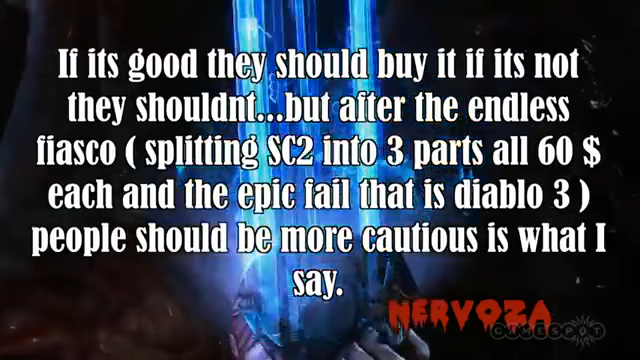 If its good they should buy it if its not
they shouldnt...but after the endless
fiasco ( splitting SC2 into 3 parts all 60 $
each and the epic fail that is diablo 3 )
people should be more cautious is what I
say.
NERVOZA
GAMESPOT